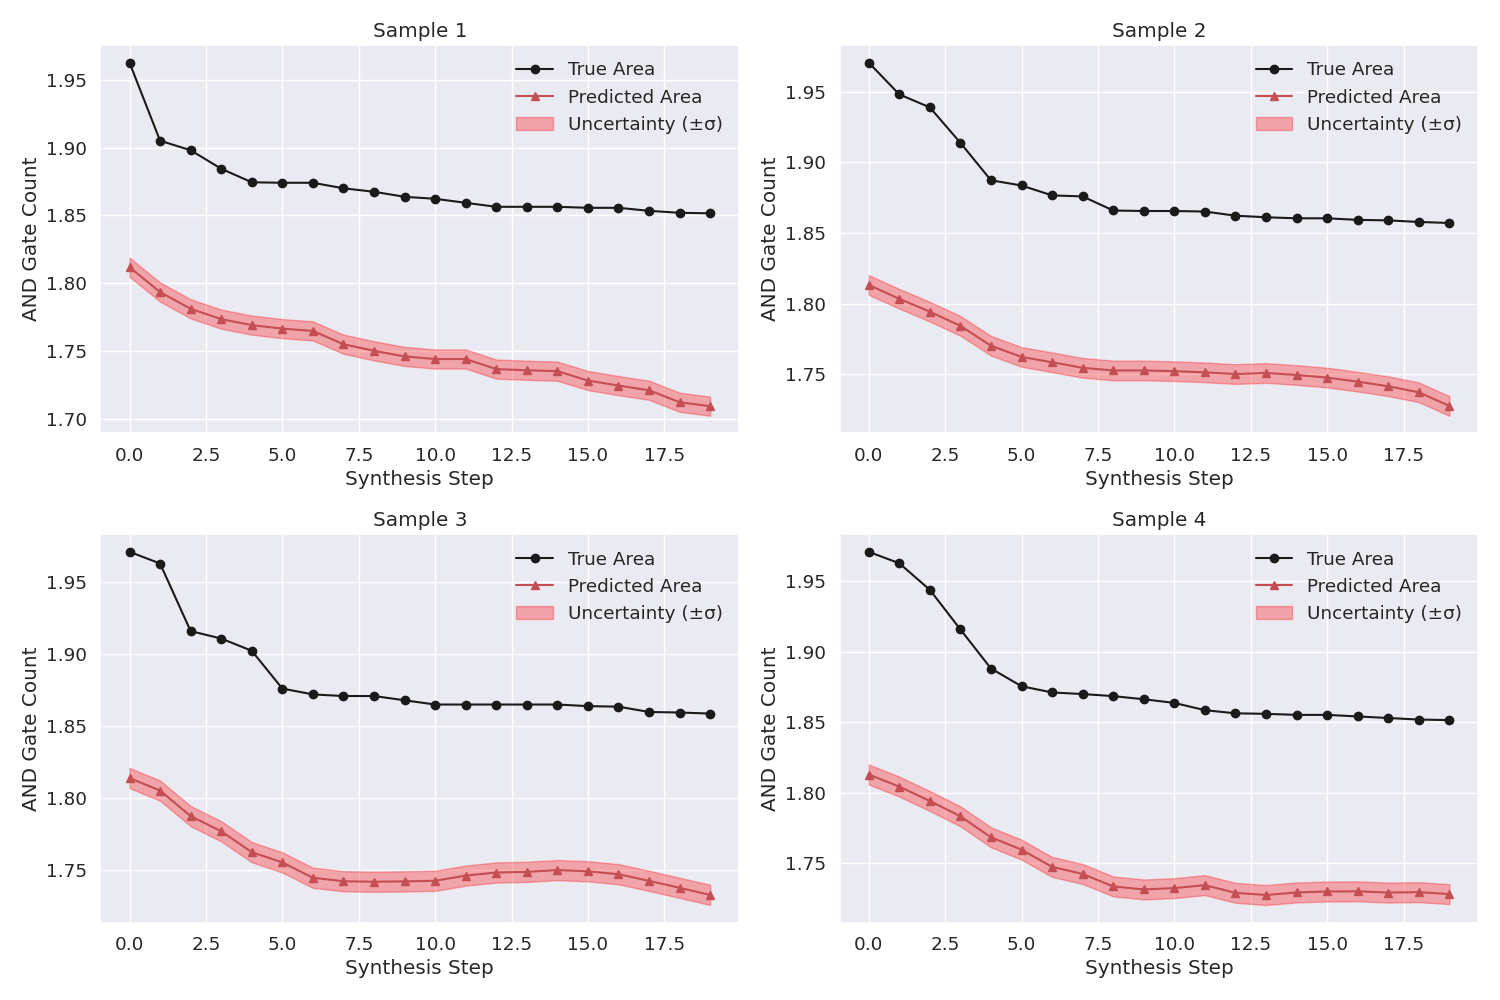 Sample 1
True Area
Predicted Area
Uncertainty (±σ)
AND Gate Count
1.95
1.90
1.85
1.80
1.75
1.70
0.0 2.5 5.0 7.5 10.0 12.5 15.0 17.5
Synthesis Step
Sample 2
True Area
Predicted Area
Uncertainty (±σ)
AND Gate Count
1.95
1.90
1.85
1.80
1.75
0.0 2.5 5.0 7.5 10.0 12.5 15.0 17.5
Synthesis Step
Sample 3
True Area
Predicted Area
Uncertainty (±σ)
AND Gate Count
1.95
1.90
1.85
1.80
1.75
0.0 2.5 5.0 7.5 10.0 12.5 15.0 17.5
Synthesis Step
Sample 4
True Area
Predicted Area
Uncertainty (±σ)
AND Gate Count
1.95
1.90
1.85
1.80
1.75
0.0 2.5 5.0 7.5 10.0 12.5 15.0 17.5
Synthesis Step